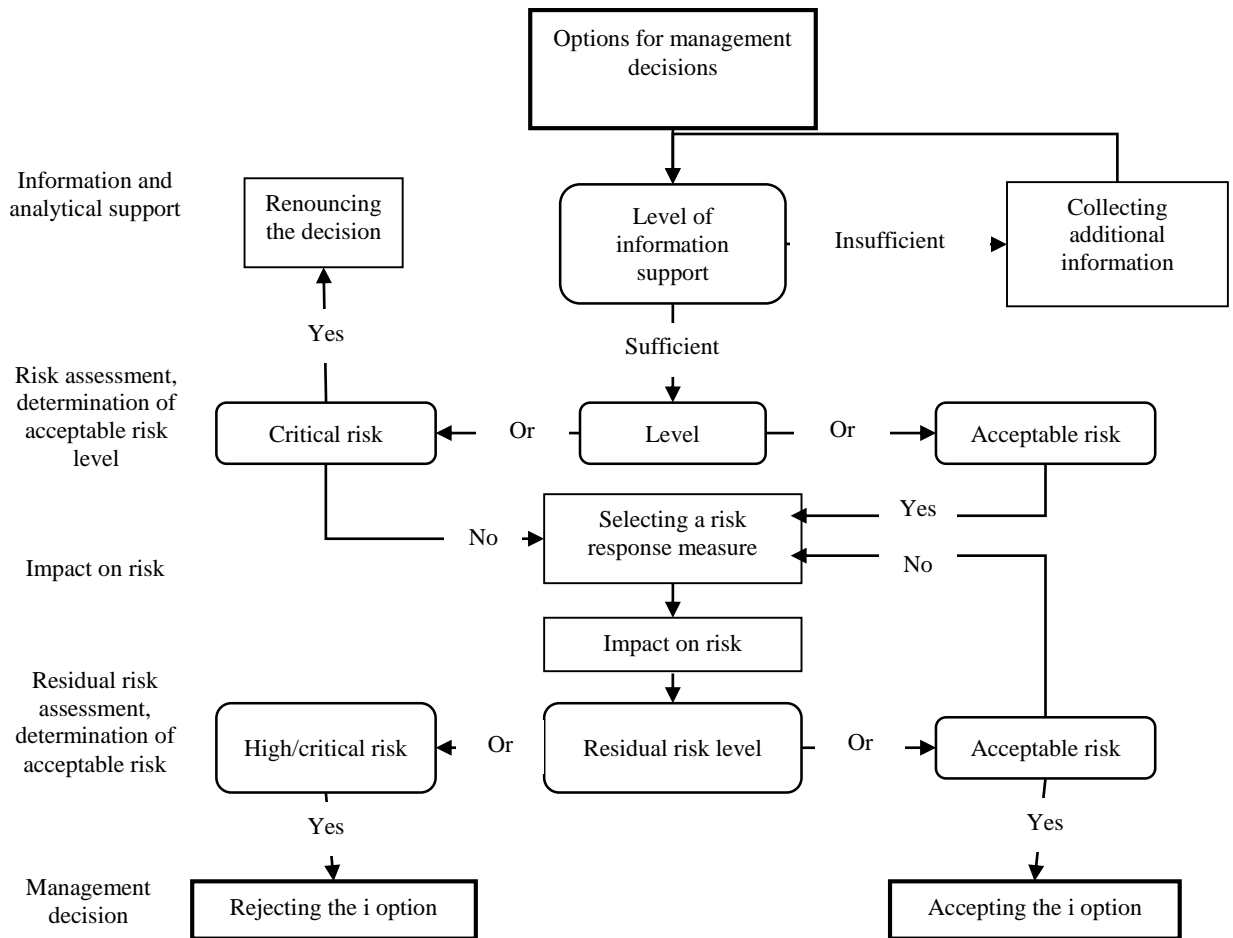 Options for management
decisions
Information and
analytical support
Renouncing
the decision
Level of
information
support
Insufficient
Collecting
additional
information
Yes
Sufficient
Risk assessment,
determination of
acceptable risk
level
Critical risk
Or
Level
Or
Acceptable risk
Selecting a risk
response measure
Yes
No
No
Impact on risk
Impact on risk
Residual risk
assessment,
determination of
acceptable risk
High/critical risk
Or
Residual risk level
Or
Acceptable risk
Yes
Yes
Management
decision
Rejecting the i option
Accepting the i option